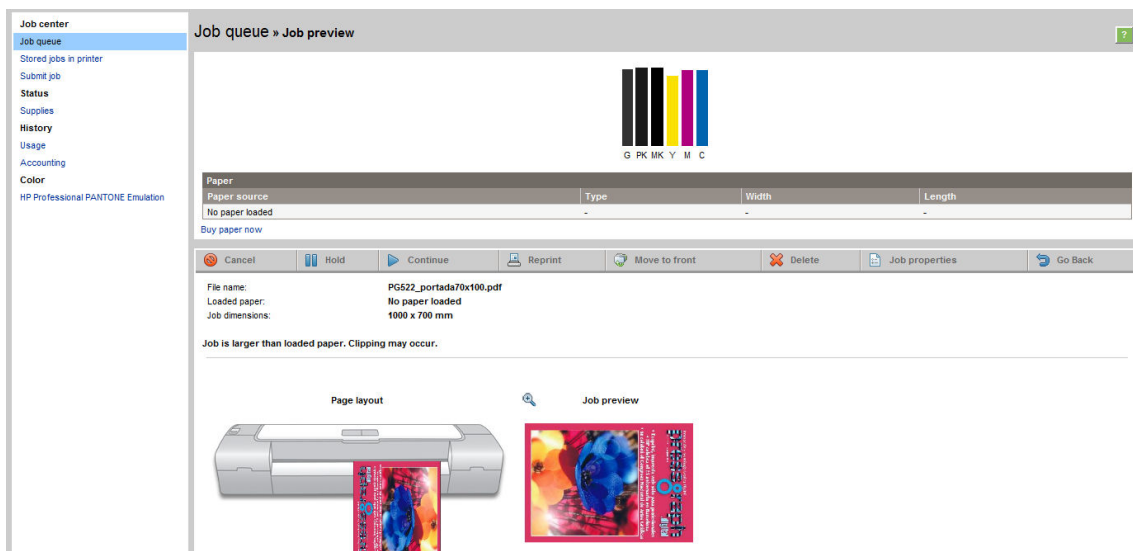 Job center
Job queue
Stored jobs in printer
Submit job
Status
Supplies
History
Usage
Accounting
Color
HP Professional PANTONE Emulation
Job queue » Job preview
?
G PK MK Y M C
Paper
Paper source Type Width Length
No paper loaded - - -
Buy paper now
Cancel Hold Continue Reprint Move to front Delete Job properties Go Back
File name: PG522_portada70x100.pdf
Loaded paper: No paper loaded
Job dimensions: 1000 x 700 mm
Job is larger than loaded paper. Clipping may occur.
Page layout Job preview